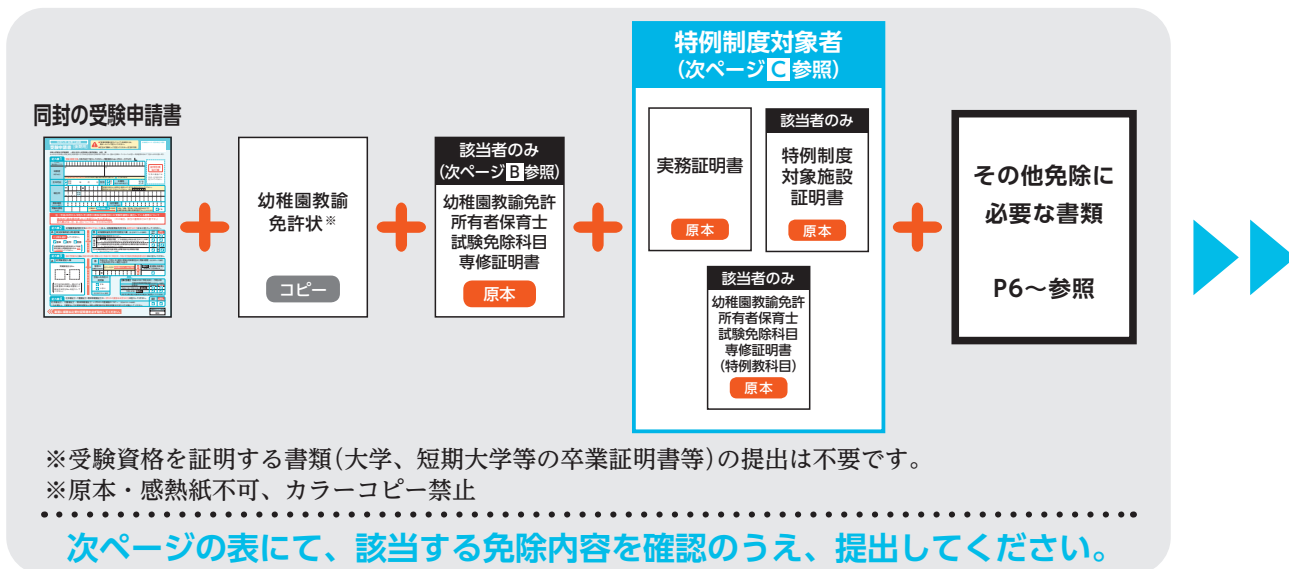 同封の受験申請書
幼稚園教諭
免許状※
コピー
該当者のみ
(次ページB参照)
幼稚園教諭免許
所有者保育士
試験免除科目
専修証明書
原本
特例制度対象者
(次ページC参照)
実務証明書
原本
該当者のみ
特例制度
対象施設
証明書
原本
該当者のみ
幼稚園教諭免許
所有者保育士
試験免除科目
専修証明書
(特例教科目)
原本
その他免除に
必要な書類
P6〜参照
※受験資格を証明する書類(大学、短期大学等の卒業証明書等)の提出は不要です。
※原本・感熱紙不可、カラーコピー禁止
次ページの表にて、該当する免除内容を確認のうえ、提出してください。